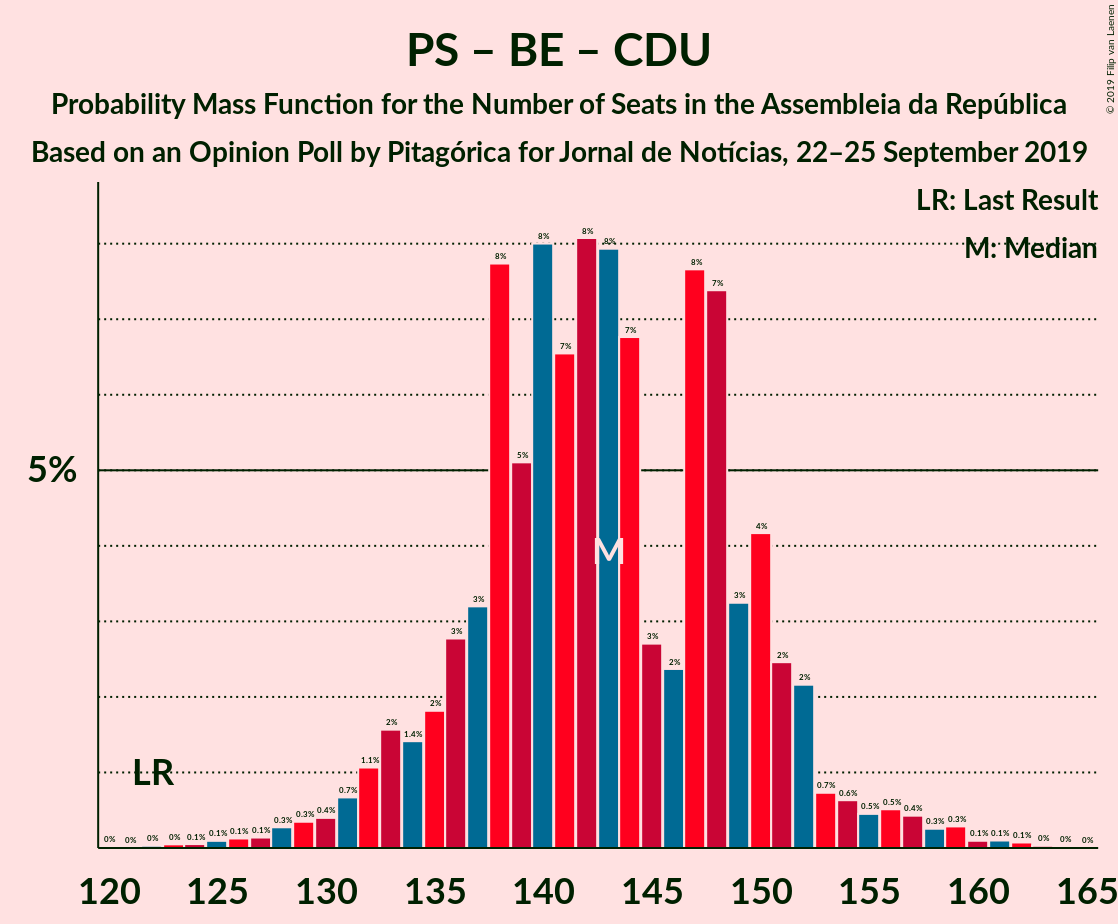 © 2019 Filip van Laenen
PS – BE – CDU
Probability Mass Function for the Number of Seats in the Assembleia da República
Based on an Opinion Poll by Pitagórica for Jornal de Notícias, 22–25 September 2019
LR: Last Result
M: Median
5%
0% 0% 0% 0% 0.1% 0.1% 0.1% 0.1% 0.3% 0.3% 0.4% 0.7% 1.1% 2% 1.4% 2% 3% 3% 8% 5% 8% 7% 8% 8% 7% 3% 2% 8% 7% 3% 4% 2% 2% 0.7% 0.6% 0.5% 0.5% 0.4% 0.3% 0.3% 0.1% 0.1% 0.1% 0% 0% 0%
M
LR
120 125 130 135 140 145 150 155 160 165